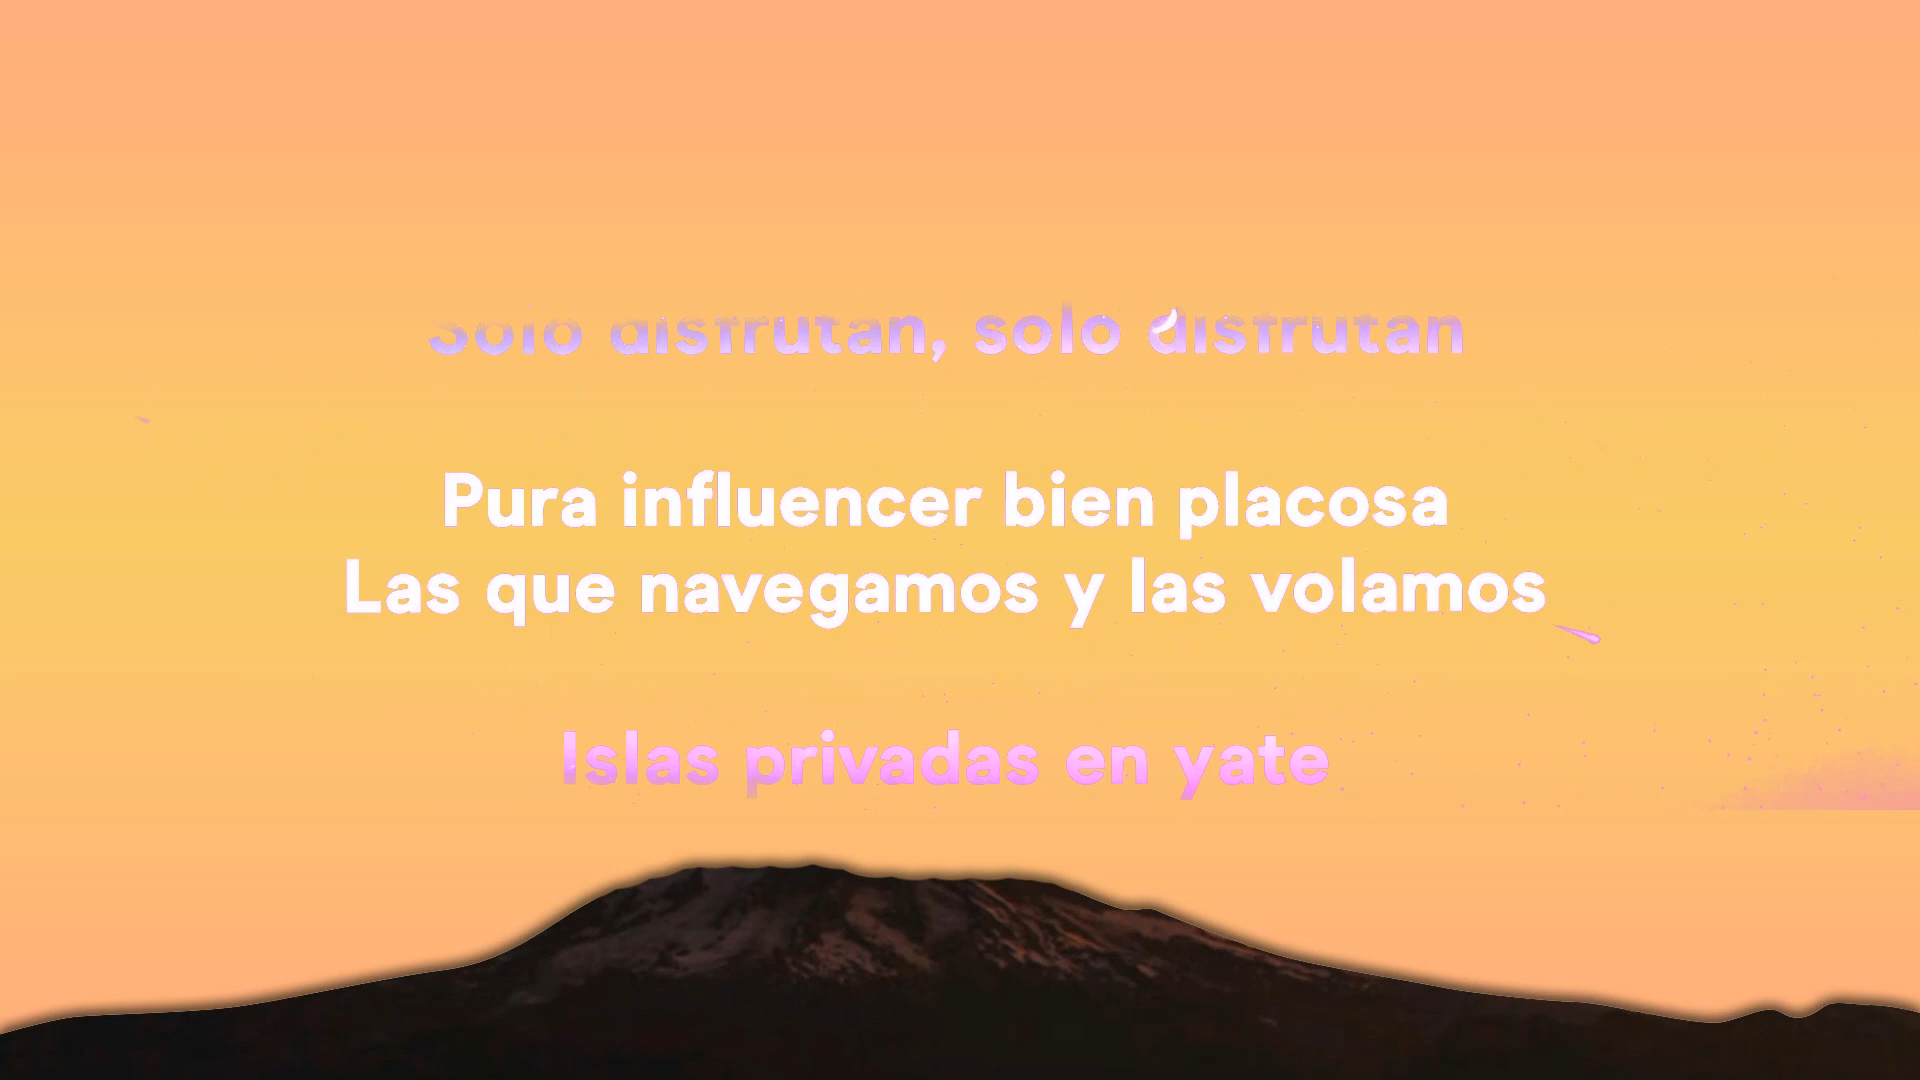 Solo disfrutan, solo disfrutan
Pura influencer bien placosa
Las que navegamos y las volamos
Islas privadas en yate